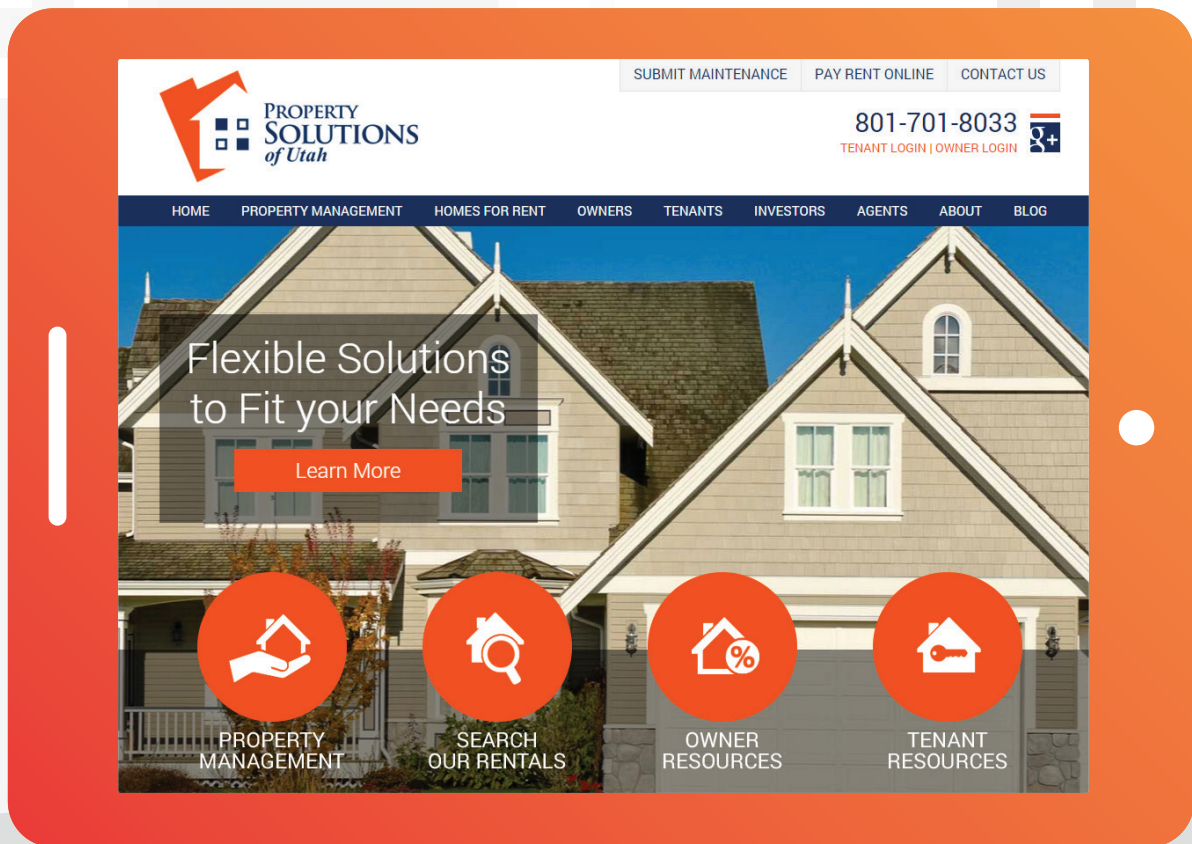 SUBMIT MAINTENANCE PAY RENT ONLINE CONTACT US
PROPERTY
SOLUTIONS
of Utah
801-701-8033
TENANT LOGIN | OWNER LOGIN
g+
HOME PROPERTY MANAGEMENT HOMES FOR RENT OWNERS TENANTS INVESTORS AGENTS ABOUT BLOG
Flexible Solutions
to Fit your Needs
Learn More
%
PROPERTY
MANAGEMENT
SEARCH
OUR RENTALS
OWNER
RESOURCES
TENANT
RESOURCES